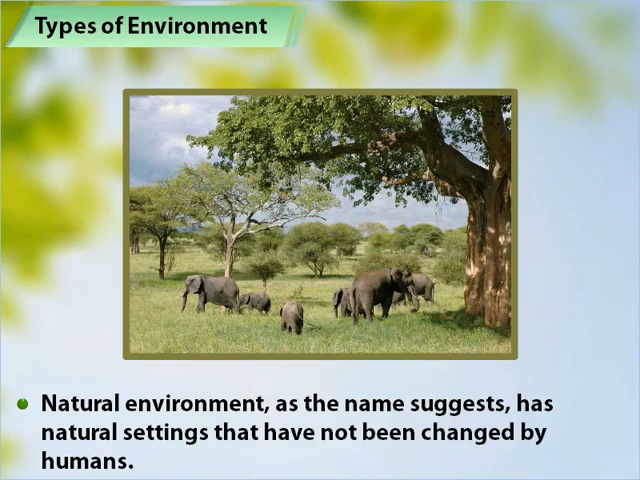 Types of Environment
Natural environment, as the name suggests, has
natural settings that have not been changed by
humans.